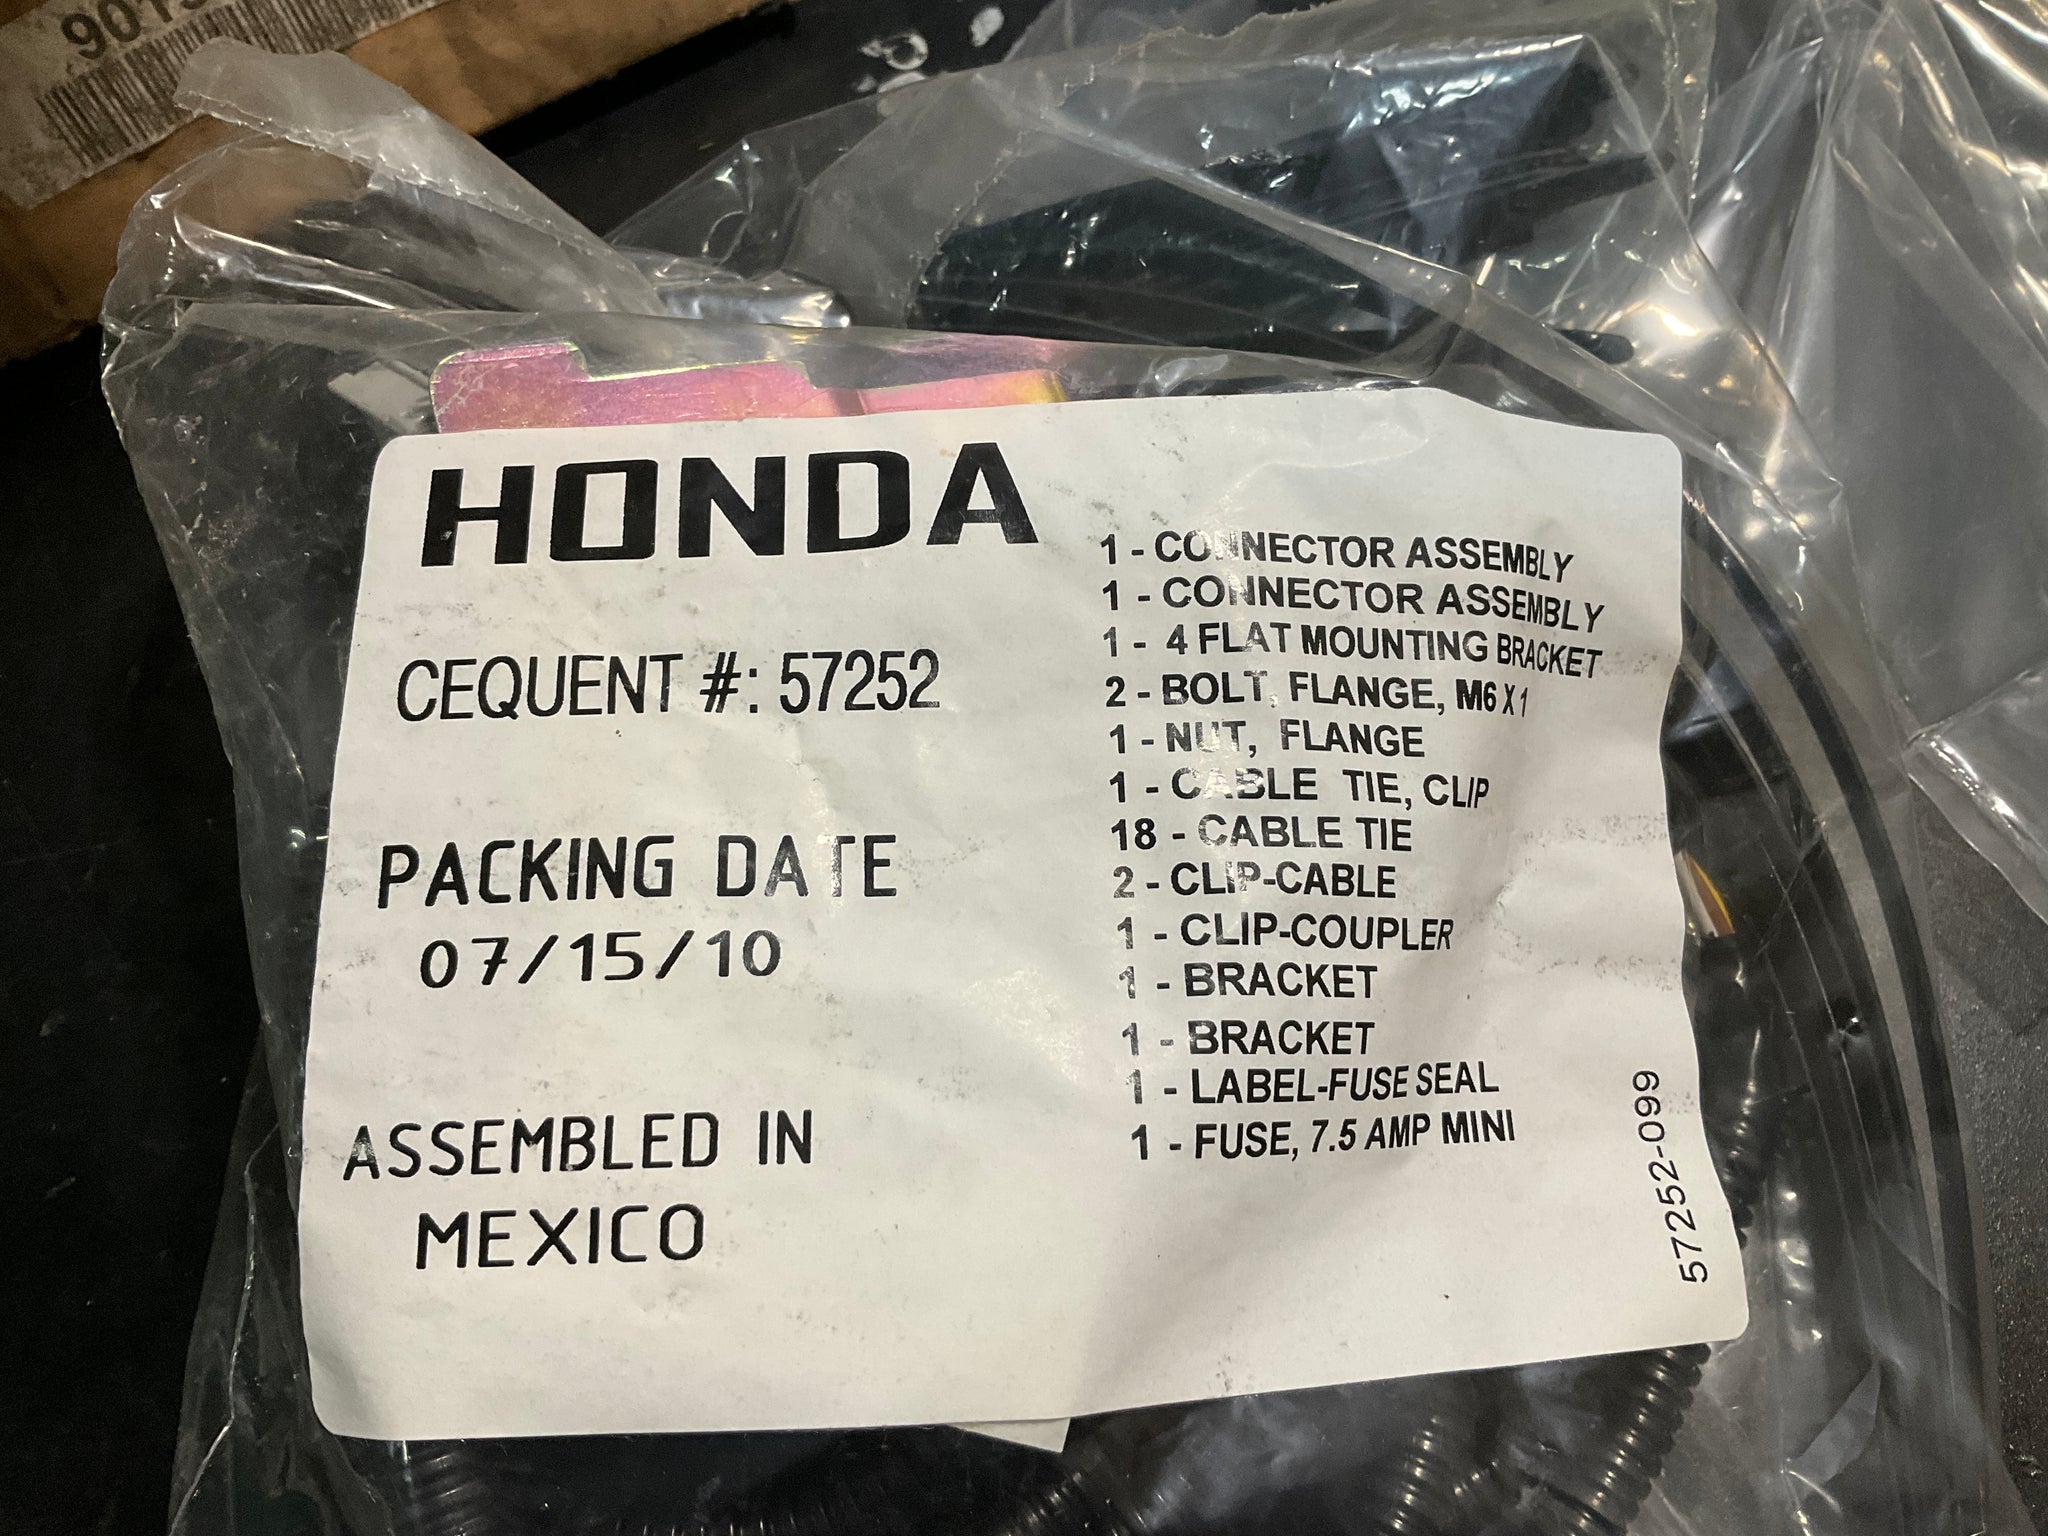 HONDA
CEQUENT #: 57252
PACKING DATE
07/15/10
ASSEMBLED IN
MEXICO
1 - CONNECTOR ASSEMBLY
1 - CONNECTOR ASSEMBLY
1 - 4 FLAT MOUNTING BRACKET
2 - BOLT, FLANGE, M6 X 1
1 - NUT, FLANGE
1 - CABLE TIE, CLIP
18 - CABLE TIE
2 - CLIP-CABLE
1 - CLIP-COUPLER
1 - BRACKET
1 - BRACKET
1 - LABEL-FUSE SEAL
1 - FUSE, 7.5 AMP MINI
57252-099